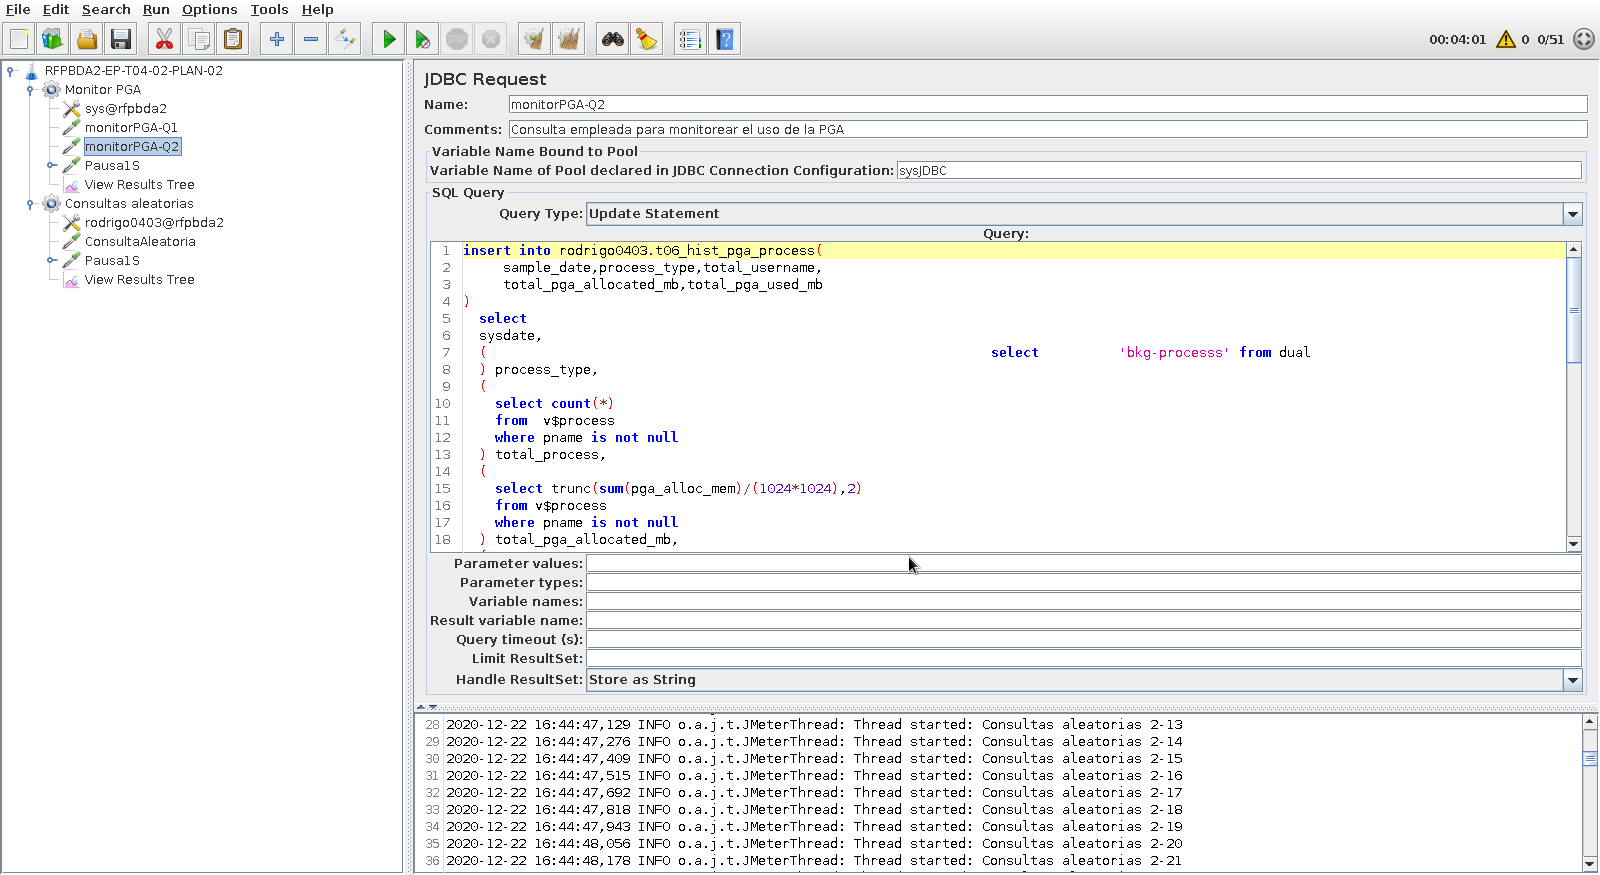 File Edit Search Run Options Tools Help
00:04:01 0 0/51
RFPBDA2-EP-T04-02-PLAN-02
Monitor PGA
sys@rfpbda2
monitorPGA-Q1
monitorPGA-Q2
Pausa1S
View Results Tree
Consultas aleatorias
rodrigo0403@rfpbda2
ConsultaAleatoria
Pausa1S
View Results Tree
JDBC Request
Name: monitorPGA-Q2
Comments: Consulta empleada para monitorear el uso de la PGA
Variable Name Bound to Pool
Variable Name of Pool declared in JDBC Connection Configuration: sysJDBC
SQL Query
Query Type: Update Statement
Query:
1 insert into rodrigo0403.t06_hist_pga_process(
2 sample_date,process_type,total_username,
3 total_pga_allocated_mb,total_pga_used_mb
4 )
5 select
6 sysdate,
7 ( select 'bkg-processs' from dual
8 ) process_type,
9 (
10 select count(*)
11 from v$process
12 where pname is not null
13 ) total_process,
14 (
15 select trunc(sum(pga_alloc_mem)/(1024*1024),2)
16 from v$process
17 where pname is not null
18 ) total_pga_allocated_mb,
Parameter values:
Parameter types:
Variable names:
Result variable name:
Query timeout (s):
Limit ResultSet:
Handle ResultSet: Store as String
28 2020-12-22 16:44:47,129 INFO o.a.j.t.JMeterThread: Thread started: Consultas aleatorias 2-13
29 2020-12-22 16:44:47,276 INFO o.a.j.t.JMeterThread: Thread started: Consultas aleatorias 2-14
30 2020-12-22 16:44:47,409 INFO o.a.j.t.JMeterThread: Thread started: Consultas aleatorias 2-15
31 2020-12-22 16:44:47,515 INFO o.a.j.t.JMeterThread: Thread started: Consultas aleatorias 2-16
32 2020-12-22 16:44:47,692 INFO o.a.j.t.JMeterThread: Thread started: Consultas aleatorias 2-17
33 2020-12-22 16:44:47,818 INFO o.a.j.t.JMeterThread: Thread started: Consultas aleatorias 2-18
34 2020-12-22 16:44:47,943 INFO o.a.j.t.JMeterThread: Thread started: Consultas aleatorias 2-19
35 2020-12-22 16:44:48,056 INFO o.a.j.t.JMeterThread: Thread started: Consultas aleatorias 2-20
36 2020-12-22 16:44:48,178 INFO o.a.j.t.JMeterThread: Thread started: Consultas aleatorias 2-21